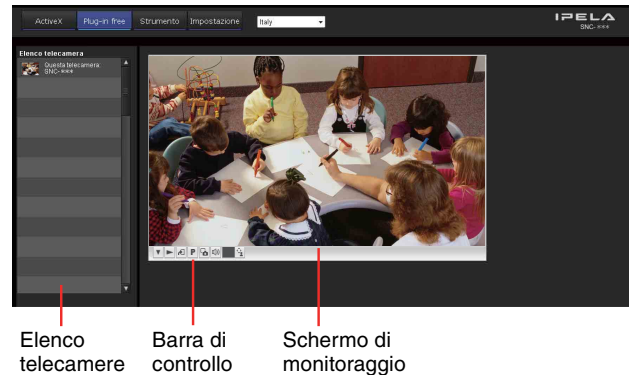 ActiveX Plug-in free Strumento Impostazione Italy
IPELA
SNC-***
Elenco telecamera
Questa telecamera
SNC-***
P
Elenco telecamere
Barra di controllo
Schermo di monitoraggio